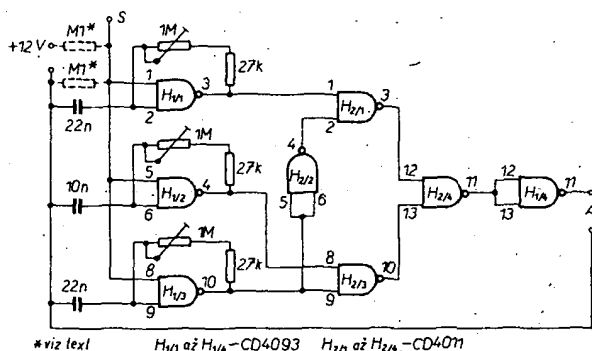 M1*
S
1M
+12 V
M1*
27k
1
3
1
3
H1/1
H2/1
2
2
22n
1M
4
5
27k
12
H2/2
11
12
11
10n
4
H1/2
H2/4
H1/4
6
5
6
13
13
A
1M
27k
8
22n
8
10
10
H1/3
H2/3
9
9
*viz text
H1/1 až H1/4 – CD4093
H2/1 až H2/4 – CD4011